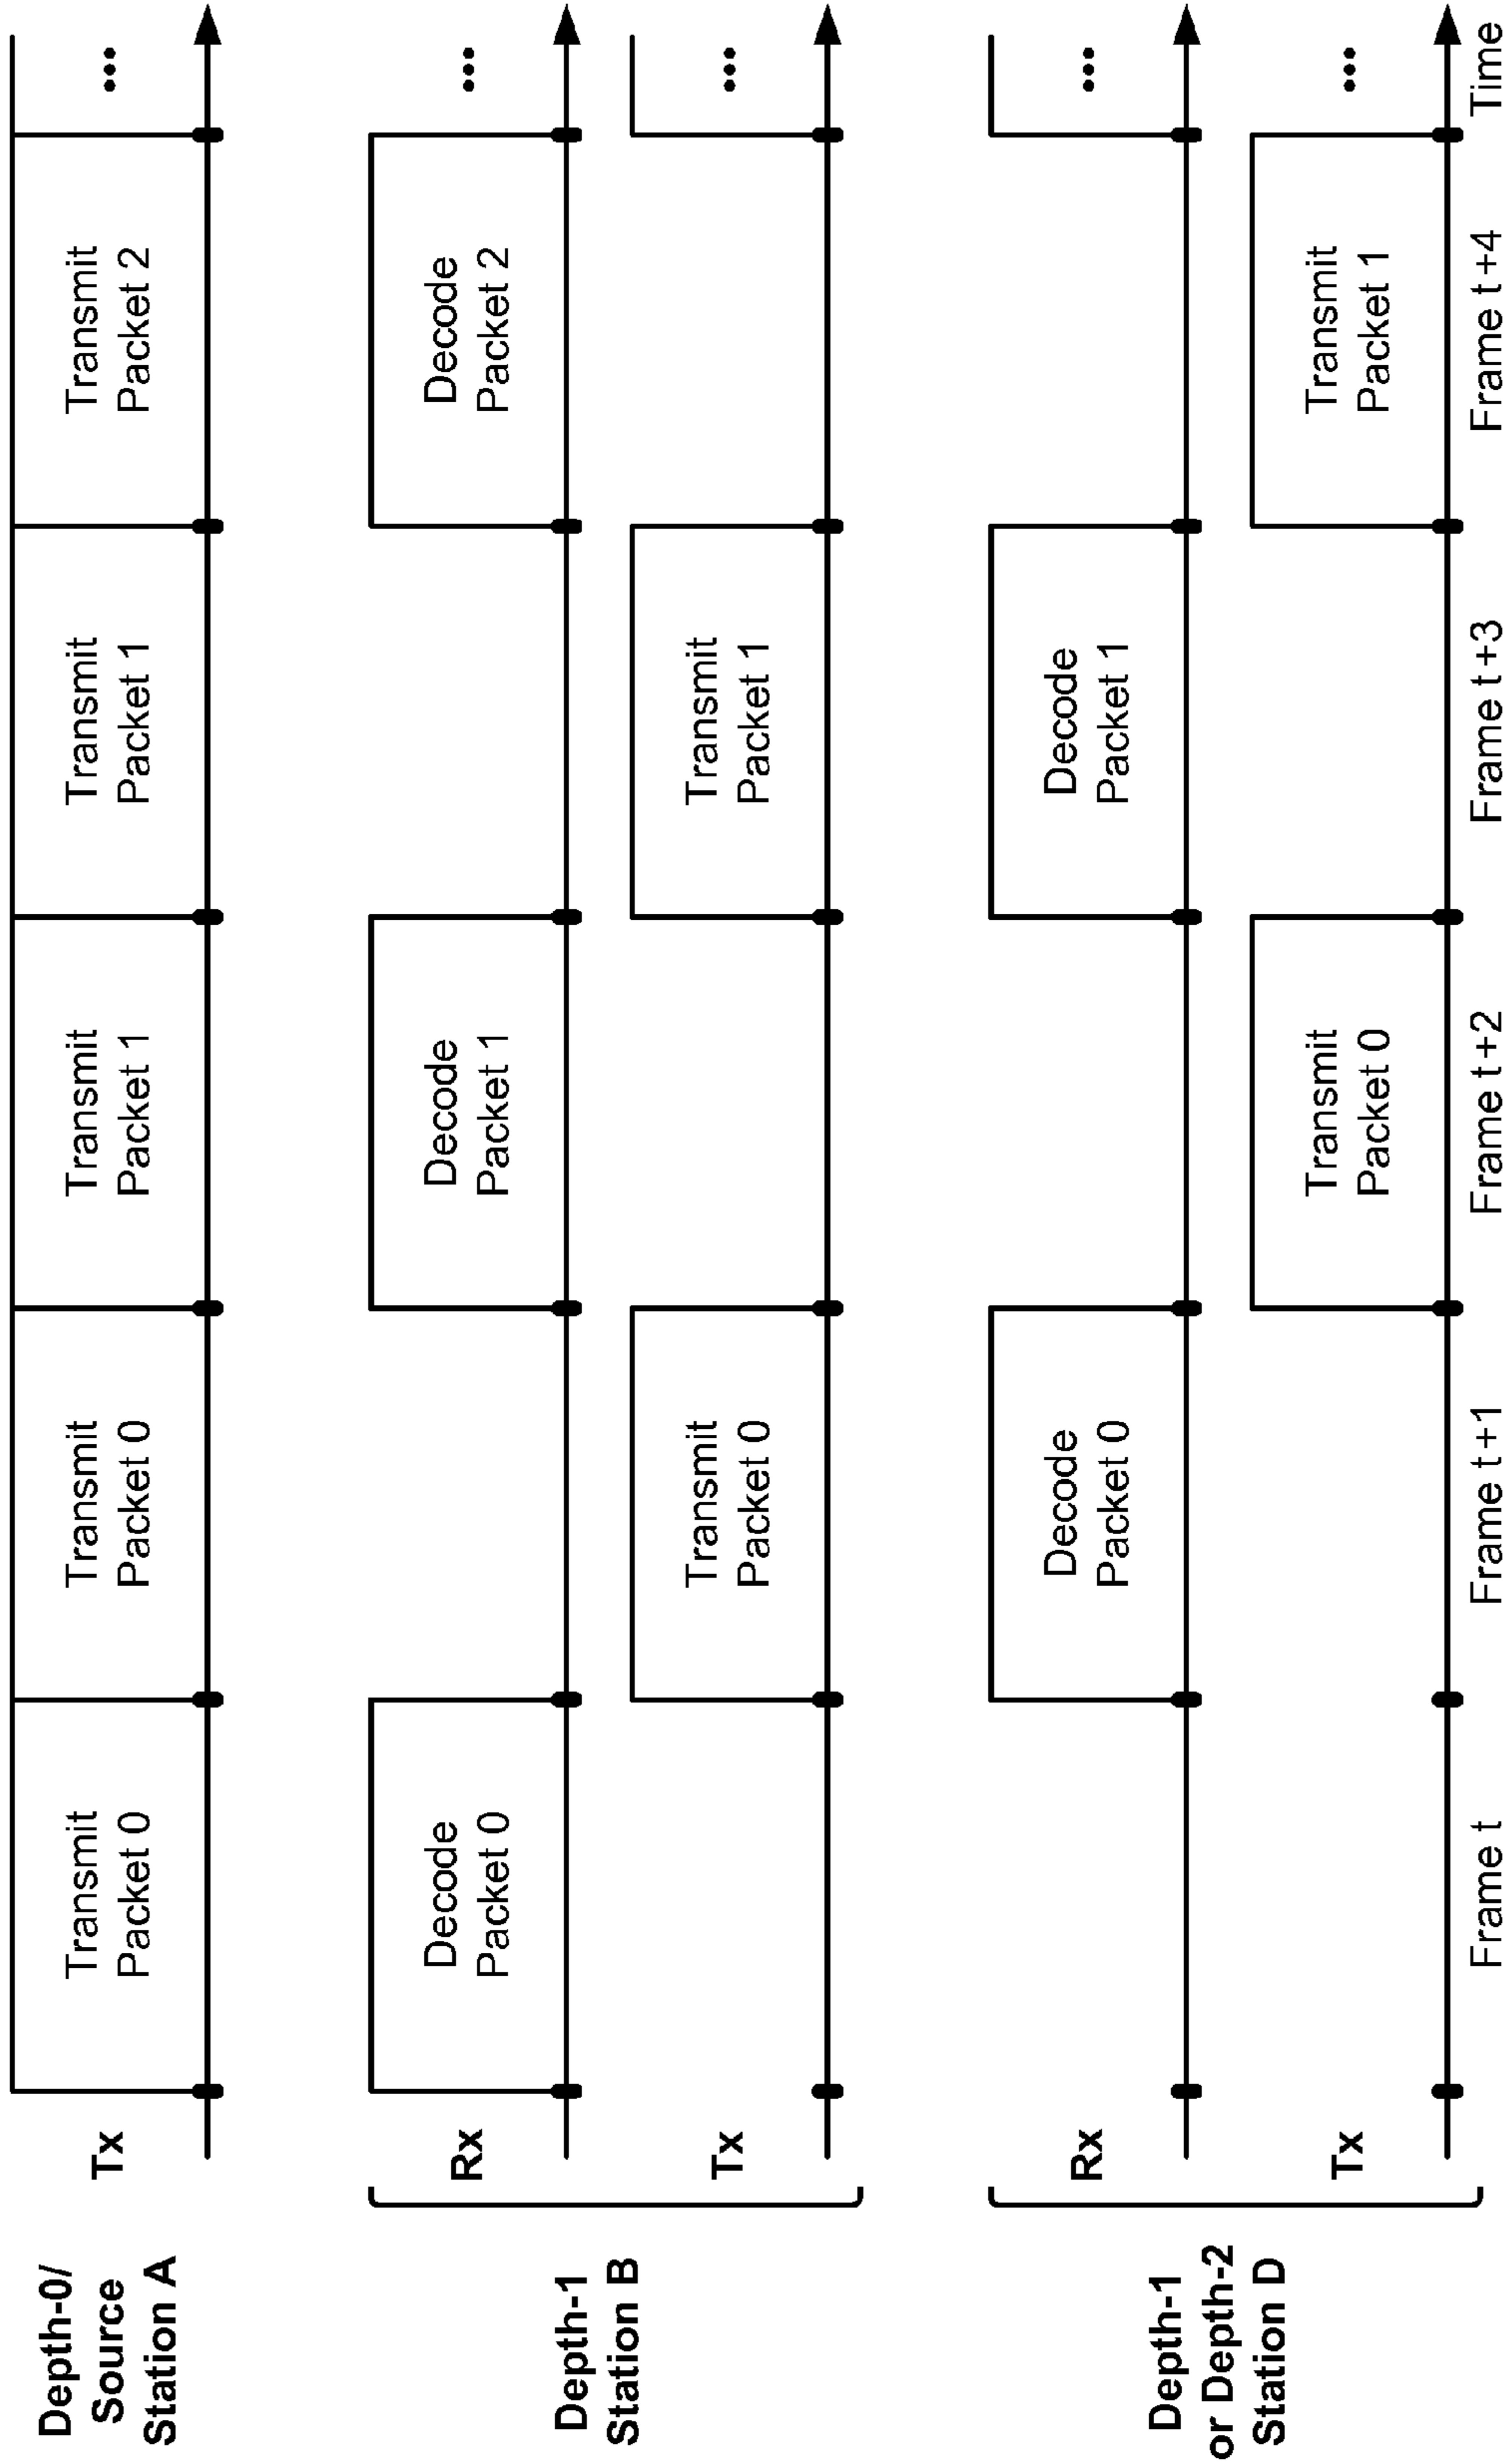 Depth-0/
Source
Station A
Tx
Transmit
Packet 0
Transmit
Packet 0
Transmit
Packet 1
Transmit
Packet 1
Transmit
Packet 2
...
Depth-1
Station B
Rx
Decode
Packet 0
Decode
Packet 1
Decode
Packet 2
...
Tx
Transmit
Packet 0
Transmit
Packet 1
...
Depth-1
or Depth-2
Station D
Rx
Decode
Packet 0
Decode
Packet 1
...
Tx
Transmit
Packet 0
Transmit
Packet 1
...
Frame t
Frame t+1
Frame t+2
Frame t+3
Frame t+4
Time